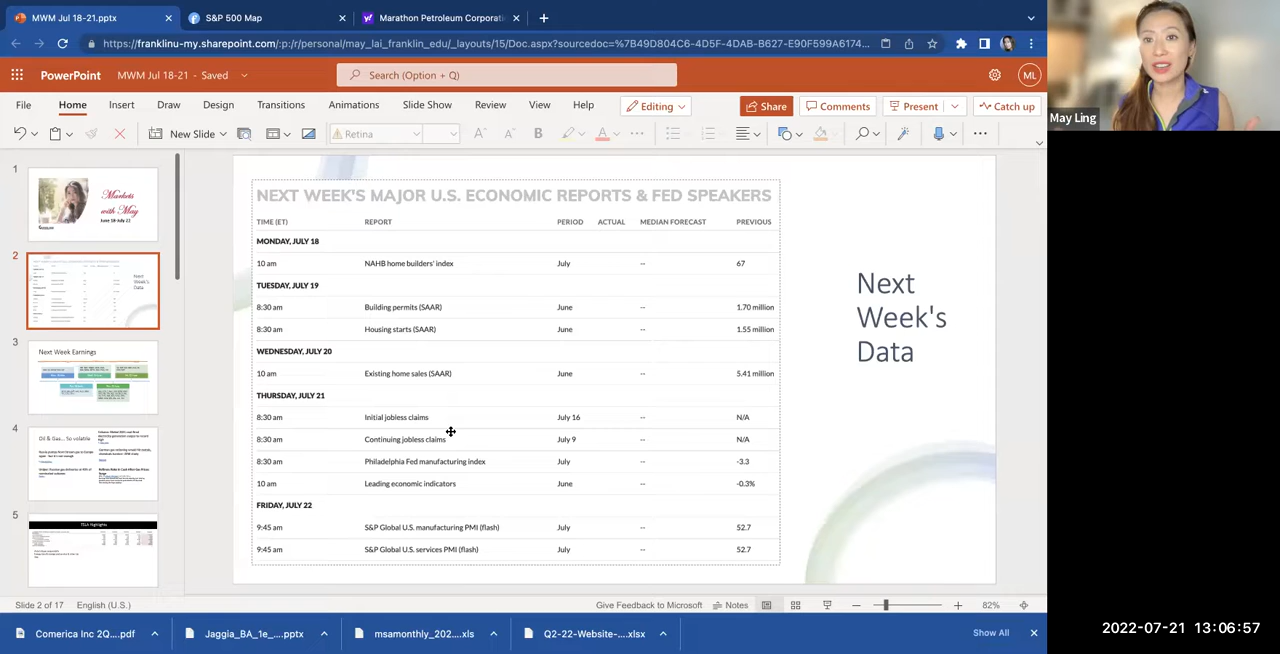 MWM Jul 18-21.pptx
S&P 500 Map
Marathon Petroleum Corporati
https://franklinu-my.sharepoint.com/:p:/r/personal/may_lai_franklin_edu/_layouts/15/Doc.aspx?sourcedoc=%7B49D804C6-4D5F-4DAB-B627-E90F599A6174...
PowerPoint
MWM Jul 18-21 - Saved
Search (Option + Q)
ML
File Home Insert Draw Design Transitions Animations Slide Show Review View Help
Editing
Share
Comments
Present
Catch up
May Ling
New Slide
Retina
B
A
1
Markets
with May
2
Next
Week's
Data
3
Next Week Earnings
4
Oil & Gas... So volatile
5
TSLA Highlights
NEXT WEEK'S MAJOR U.S. ECONOMIC REPORTS & FED SPEAKERS
TIME (ET) REPORT PERIOD ACTUAL MEDIAN FORECAST PREVIOUS
MONDAY, JULY 18
10 am NAHB home builders' index July -- 67
TUESDAY, JULY 19
8:30 am Building permits (SAAR) June -- 1.70 million
8:30 am Housing starts (SAAR) June -- 1.55 million
WEDNESDAY, JULY 20
10 am Existing home sales (SAAR) June -- 5.41 million
THURSDAY, JULY 21
8:30 am Initial jobless claims July 16 -- N/A
8:30 am Continuing jobless claims July 9 -- N/A
8:30 am Philadelphia Fed manufacturing index July -- -3.3
10 am Leading economic indicators June -- -0.3%
FRIDAY, JULY 22
9:45 am S&P Global U.S. manufacturing PMI (flash) July -- 52.7
9:45 am S&P Global U.S. services PMI (flash) July -- 52.7
Next
Week's
Data
Slide 2 of 17 English (U.S.)
Give Feedback to Microsoft
Notes
82%
Comerica Inc 2Q....pdf
Jaggia_BA_1e_....pptx
msamonthly_202....xls
Q2-22-Website-....xlsx
Show All
2022-07-21 13:06:57